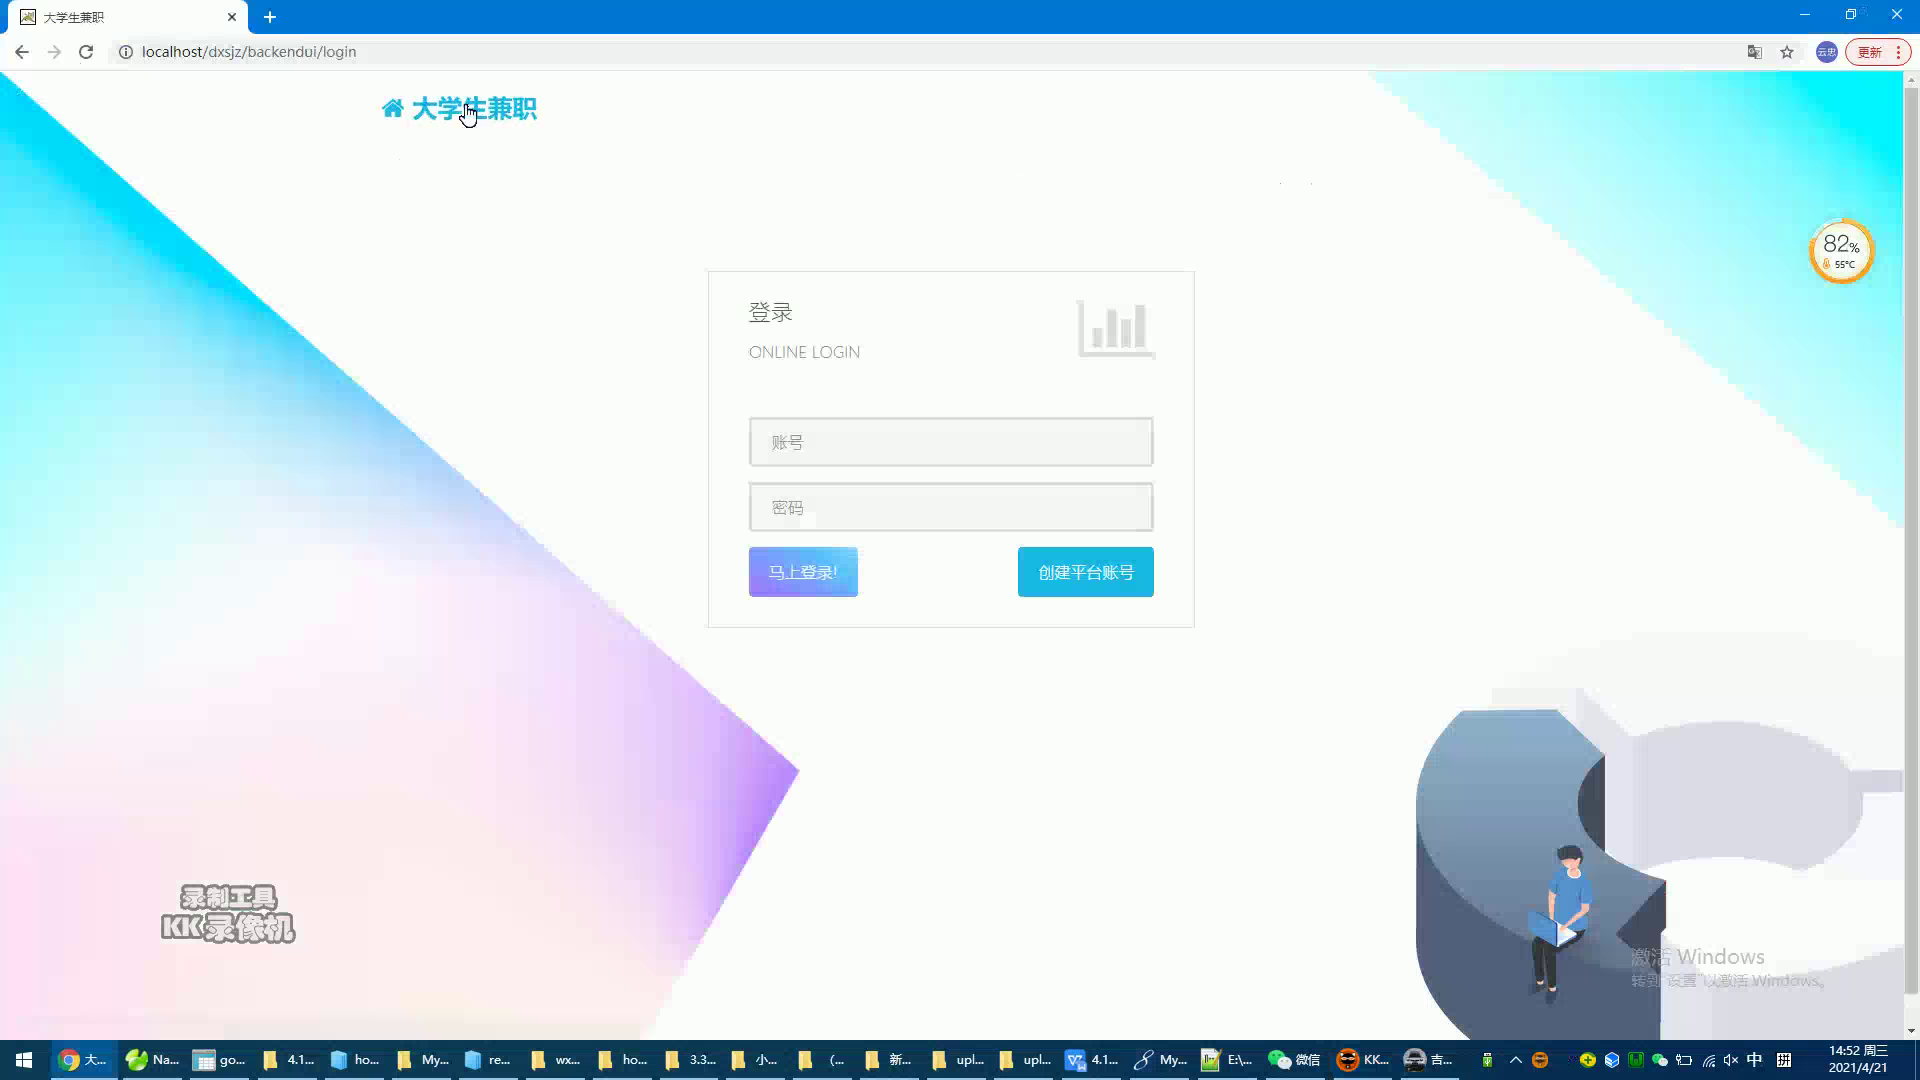 大学生兼职
localhost/dxsjz/backendui/login
云忠
更新
大学生兼职
82%
55°C
登录
ONLINE LOGIN
账号
密码
马上登录!
创建平台账号
录制工具
KK录像机
激活 Windows
转到"设置"以激活 Windows。
大... Na... go... 4.1... ho... My... re... wx... ho... 3.3... 小... (... 新... upl... upl... 4.1... My... E:\... 微信 KK... 吉... 中 拼
14:52 周三
2021/4/21